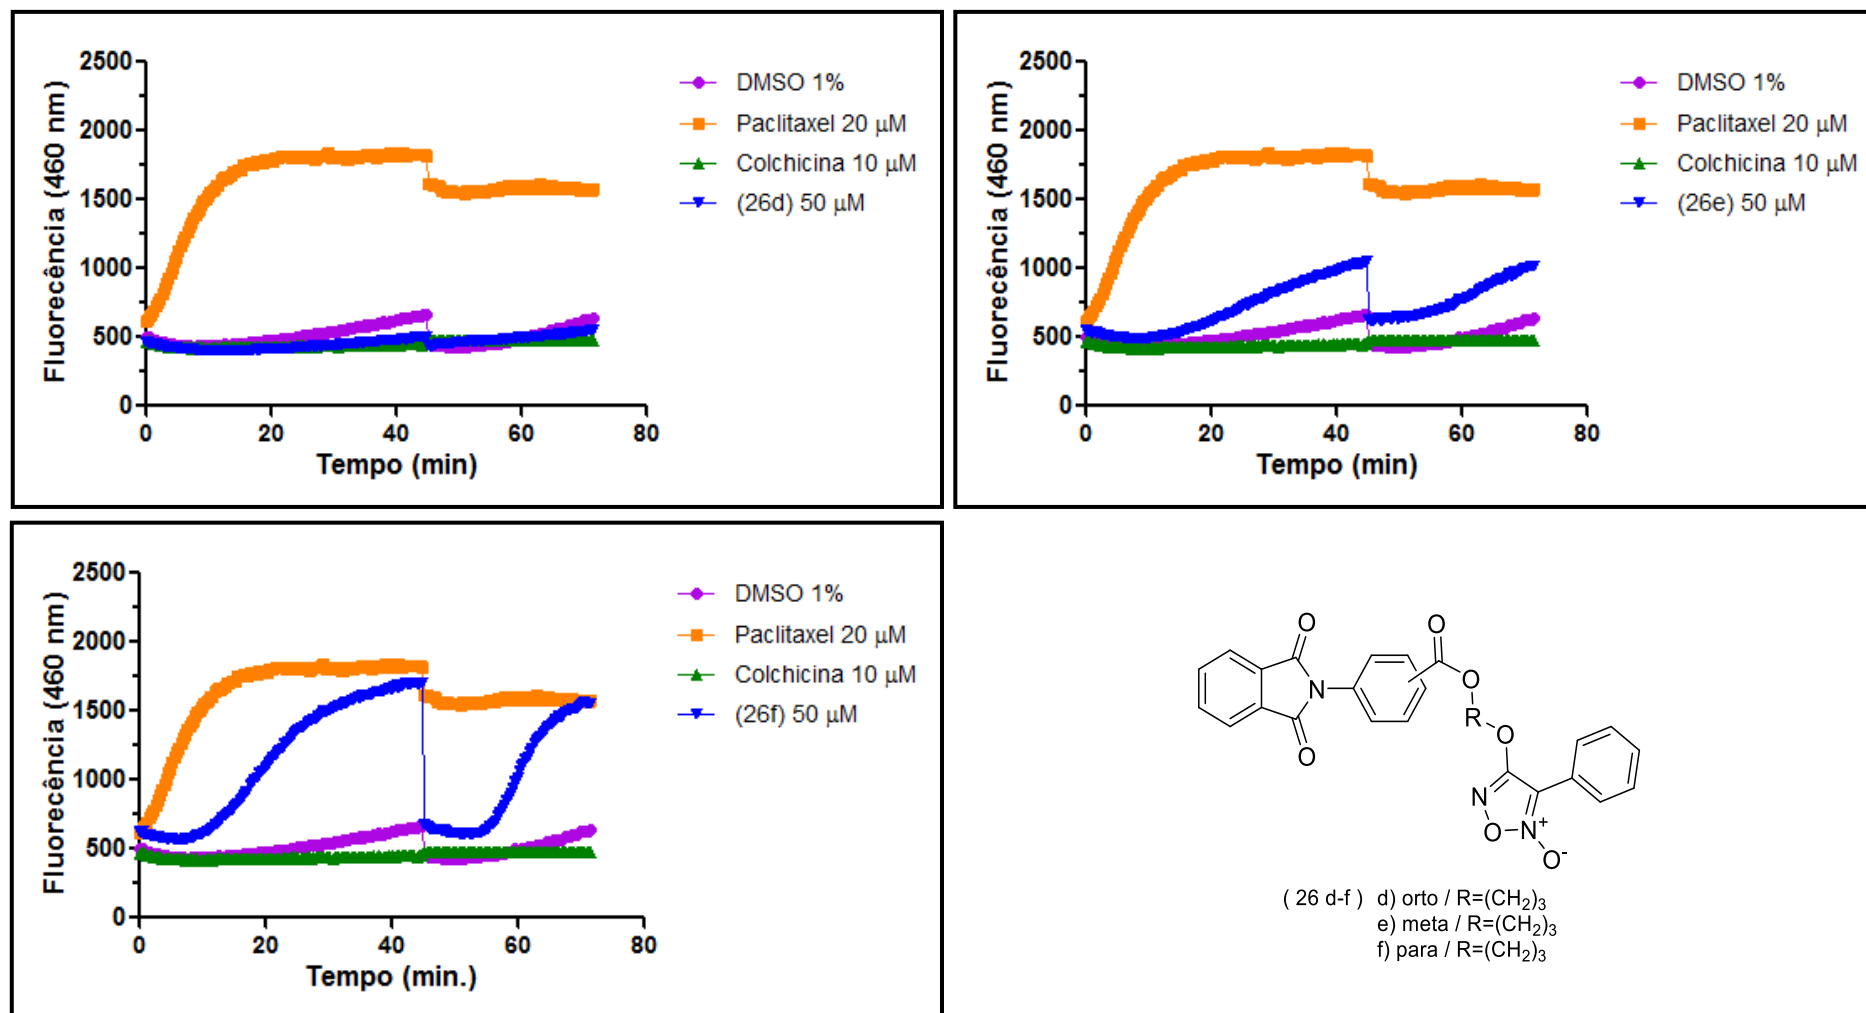 2500
2000
1500
1000
500
0
Fluorecência (460 nm)
0 20 40 60 80
Tempo (min)
DMSO 1%
Paclitaxel 20 µM
Colchicina 10 µM
(26d) 50 µM
2500
2000
1500
1000
500
0
Fluorecência (460 nm)
0 20 40 60 80
Tempo (min)
DMSO 1%
Paclitaxel 20 µM
Colchicina 10 µM
(26e) 50 µM
2500
2000
1500
1000
500
0
Fluorecência (460 nm)
0 20 40 60 80
Tempo (min.)
DMSO 1%
Paclitaxel 20 µM
Colchicina 10 µM
(26f) 50 µM
O
O
N
O
R
O
O
N
O
N+
O-
( 26 d-f ) d) orto / R=(CH2)3
e) meta / R=(CH2)3
f) para / R=(CH2)3